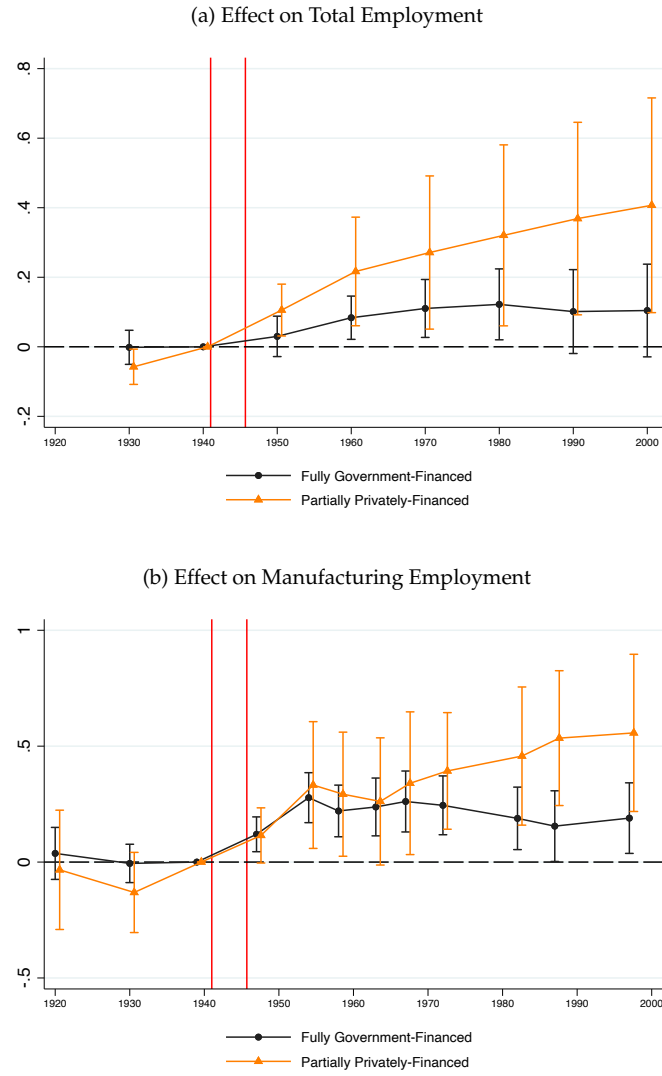 (a) Effect on Total Employment
.8
.6
.4
.2
0
-.2
1920 1930 1940 1950 1960 1970 1980 1990 2000
Fully Government-Financed
Partially Privately-Financed
(b) Effect on Manufacturing Employment
1
.5
0
-.5
1920 1930 1940 1950 1960 1970 1980 1990 2000
Fully Government-Financed
Partially Privately-Financed